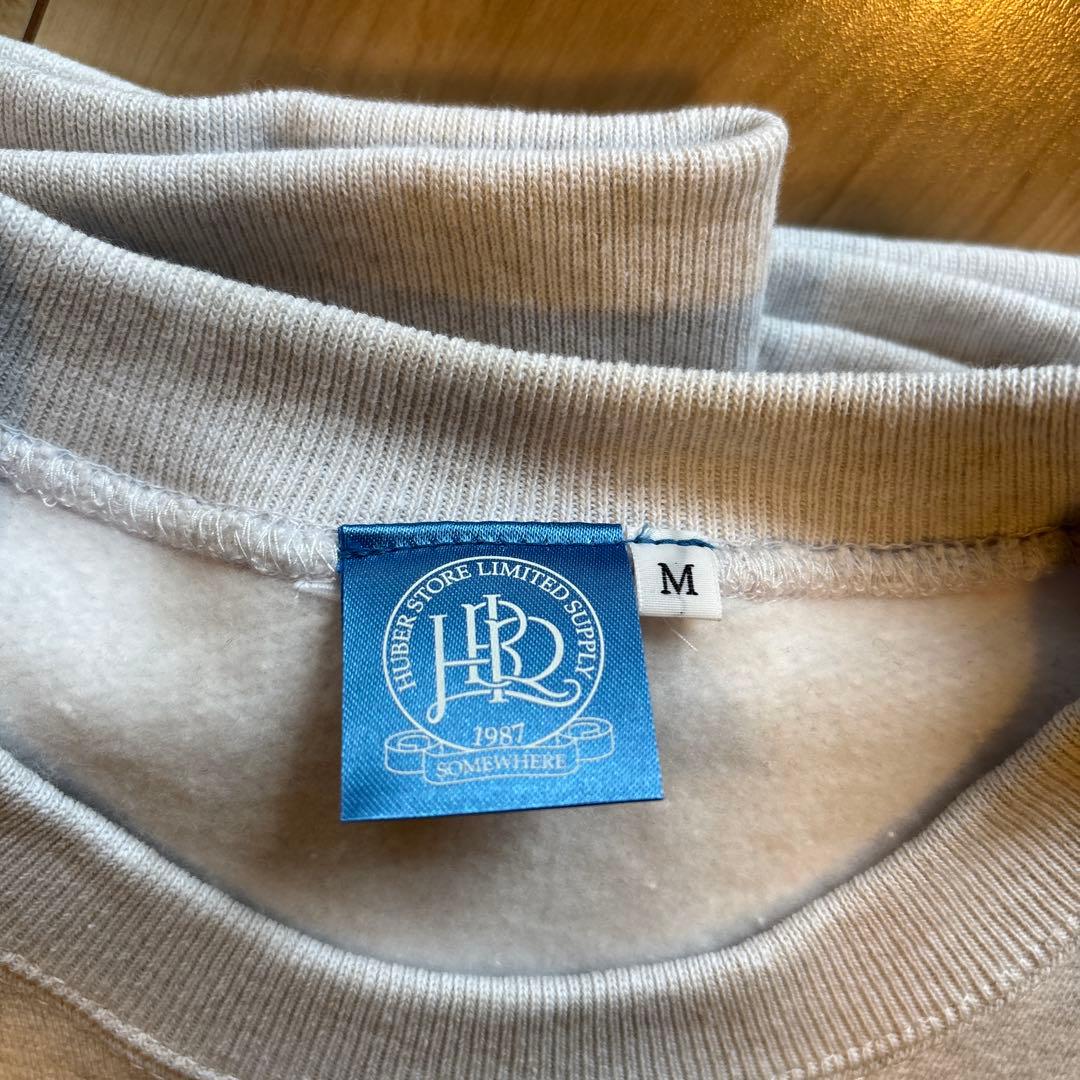 HUBER·STORE LIMITED SUPPLY
HBR
1987
SOMEWHERE
M